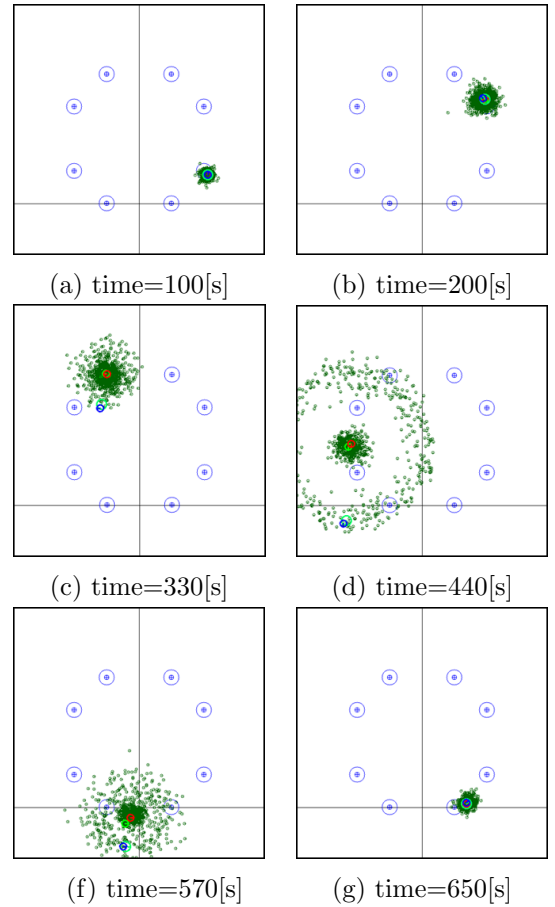 (a) time=100[s]
(b) time=200[s]
(c) time=330[s]
(d) time=440[s]
(f) time=570[s]
(g) time=650[s]